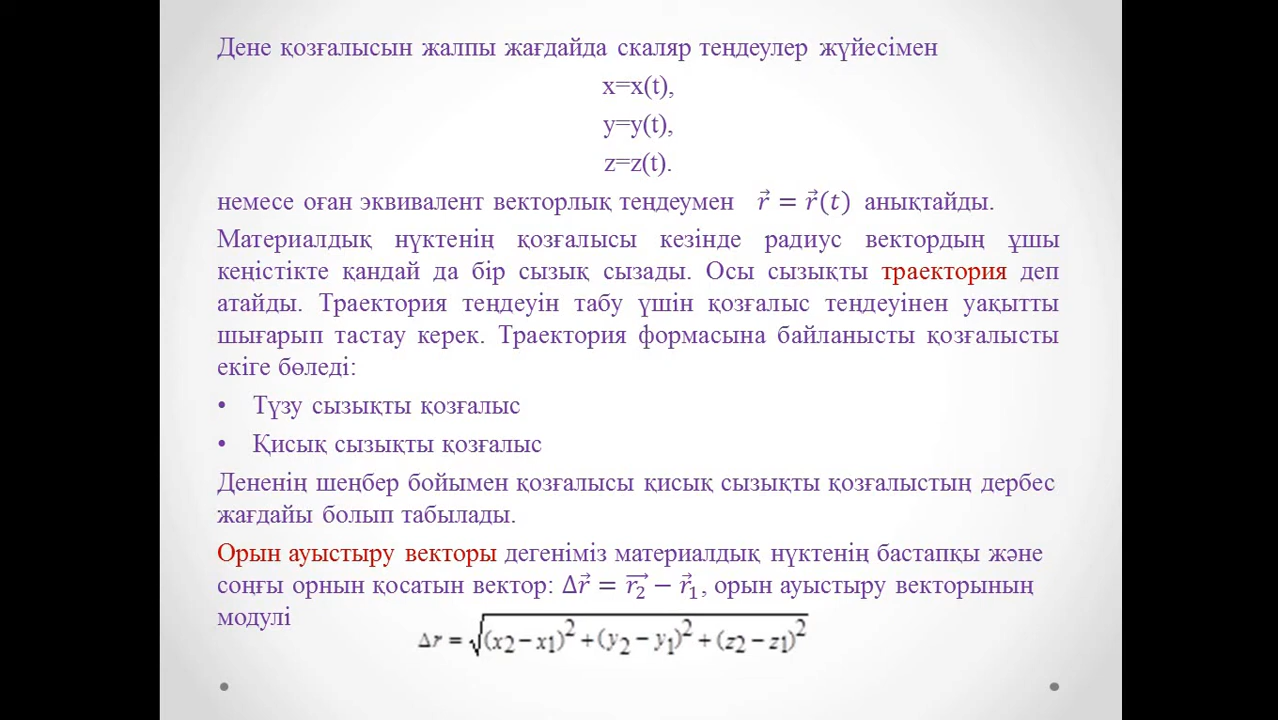 Дене қозғалысын жалпы жағдайда скаляр теңдеулер жүйесімен
x=x(t),
y=y(t),
z=z(t).
немесе оған эквивалент векторлық теңдеумен r⃗ = r⃗(t) анықтайды.
Материалдық нүктенің қозғалысы кезінде радиус вектордың ұшы
кеңістікте қандай да бір сызық сызады. Осы сызықты траектория деп
атайды. Траектория теңдеуін табу үшін қозғалыс теңдеуінен уақытты
шығарып тастау керек. Траектория формасына байланысты қозғалысты
екіге бөледі:
• Түзу сызықты қозғалыс
• Қисық сызықты қозғалыс
Дененің шеңбер бойымен қозғалысы қисық сызықты қозғалыстың дербес
жағдайы болып табылады.
Орын ауыстыру векторы дегеніміз материалдық нүктенің бастапқы және
соңғы орнын қосатын вектор: Δr⃗ = r₂⃗ − r⃗₁, орын ауыстыру векторының
модулі
Δr = √(x₂ − x₁)² + (y₂ − y₁)² + (z₂ − z₁)²